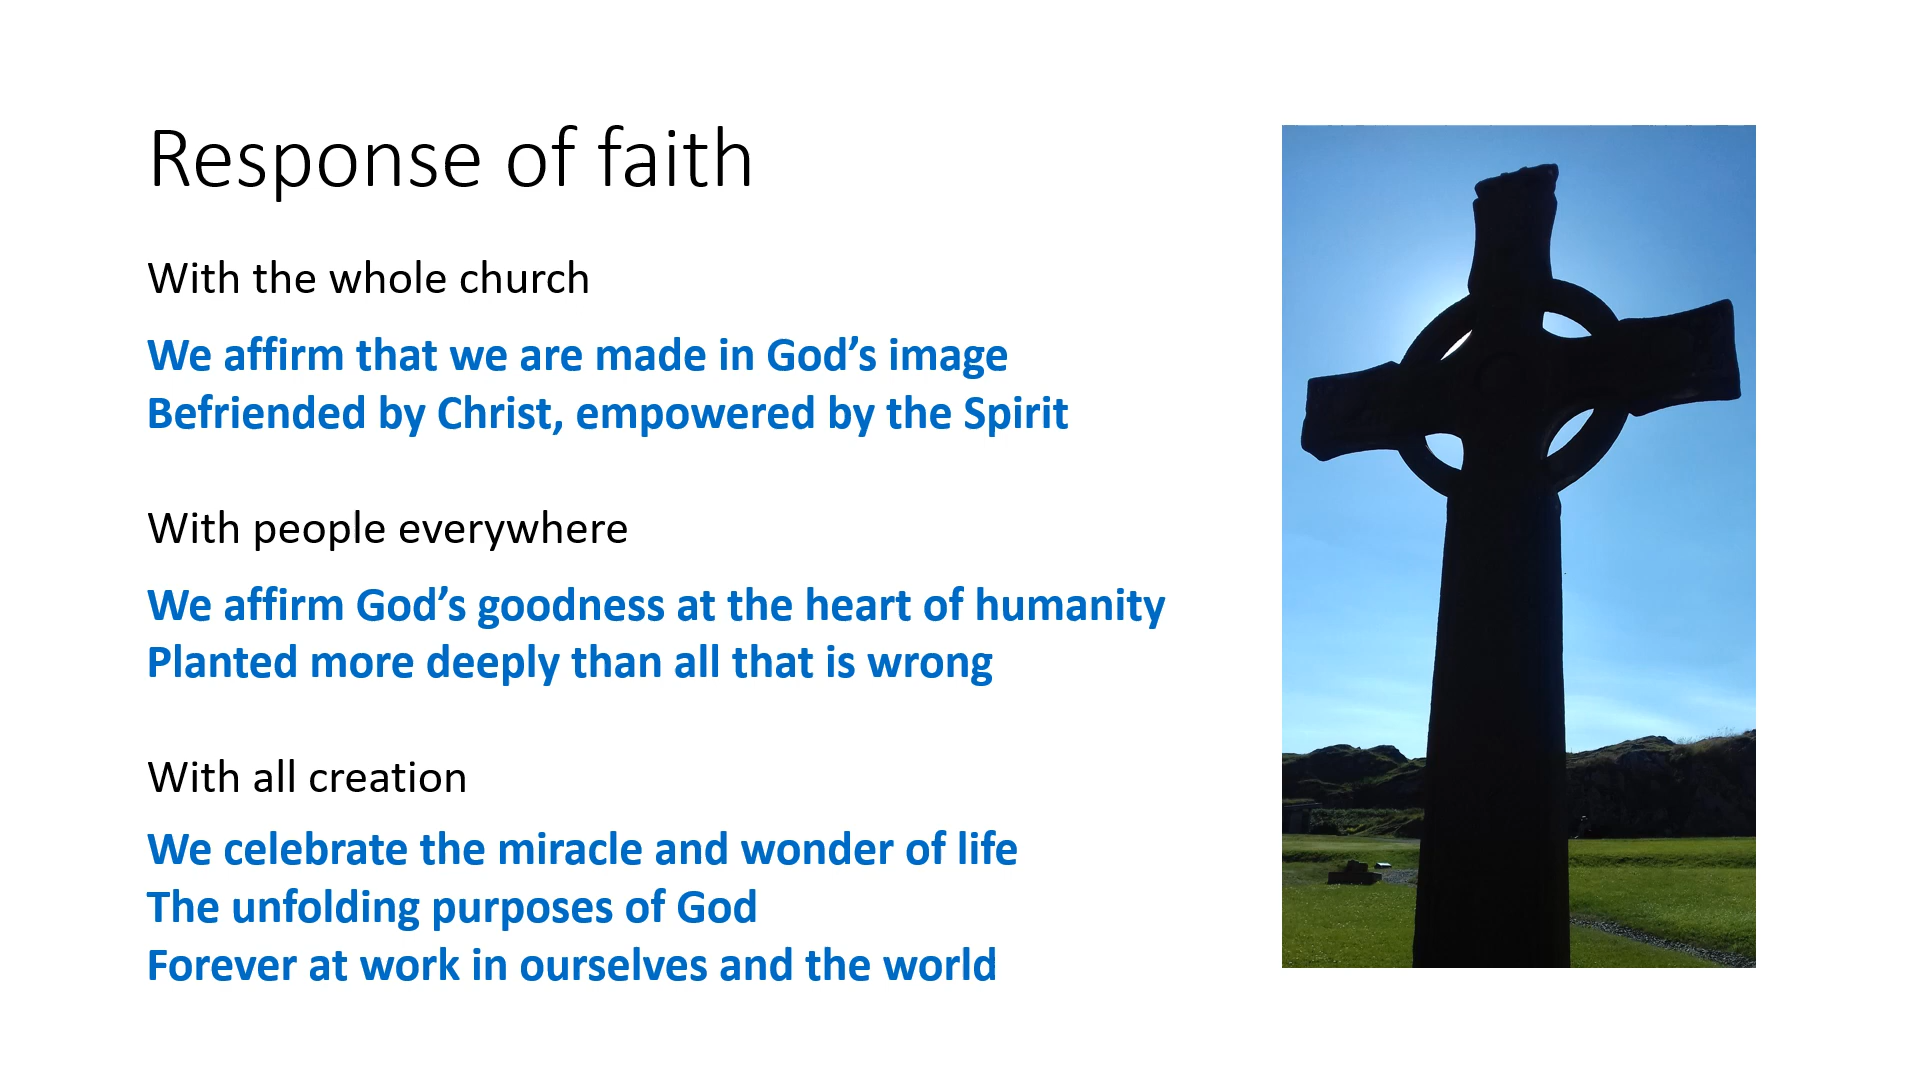 Response of faith
With the whole church
We affirm that we are made in God’s image
Befriended by Christ, empowered by the Spirit
With people everywhere
We affirm God’s goodness at the heart of humanity
Planted more deeply than all that is wrong
With all creation
We celebrate the miracle and wonder of life
The unfolding purposes of God
Forever at work in ourselves and the world